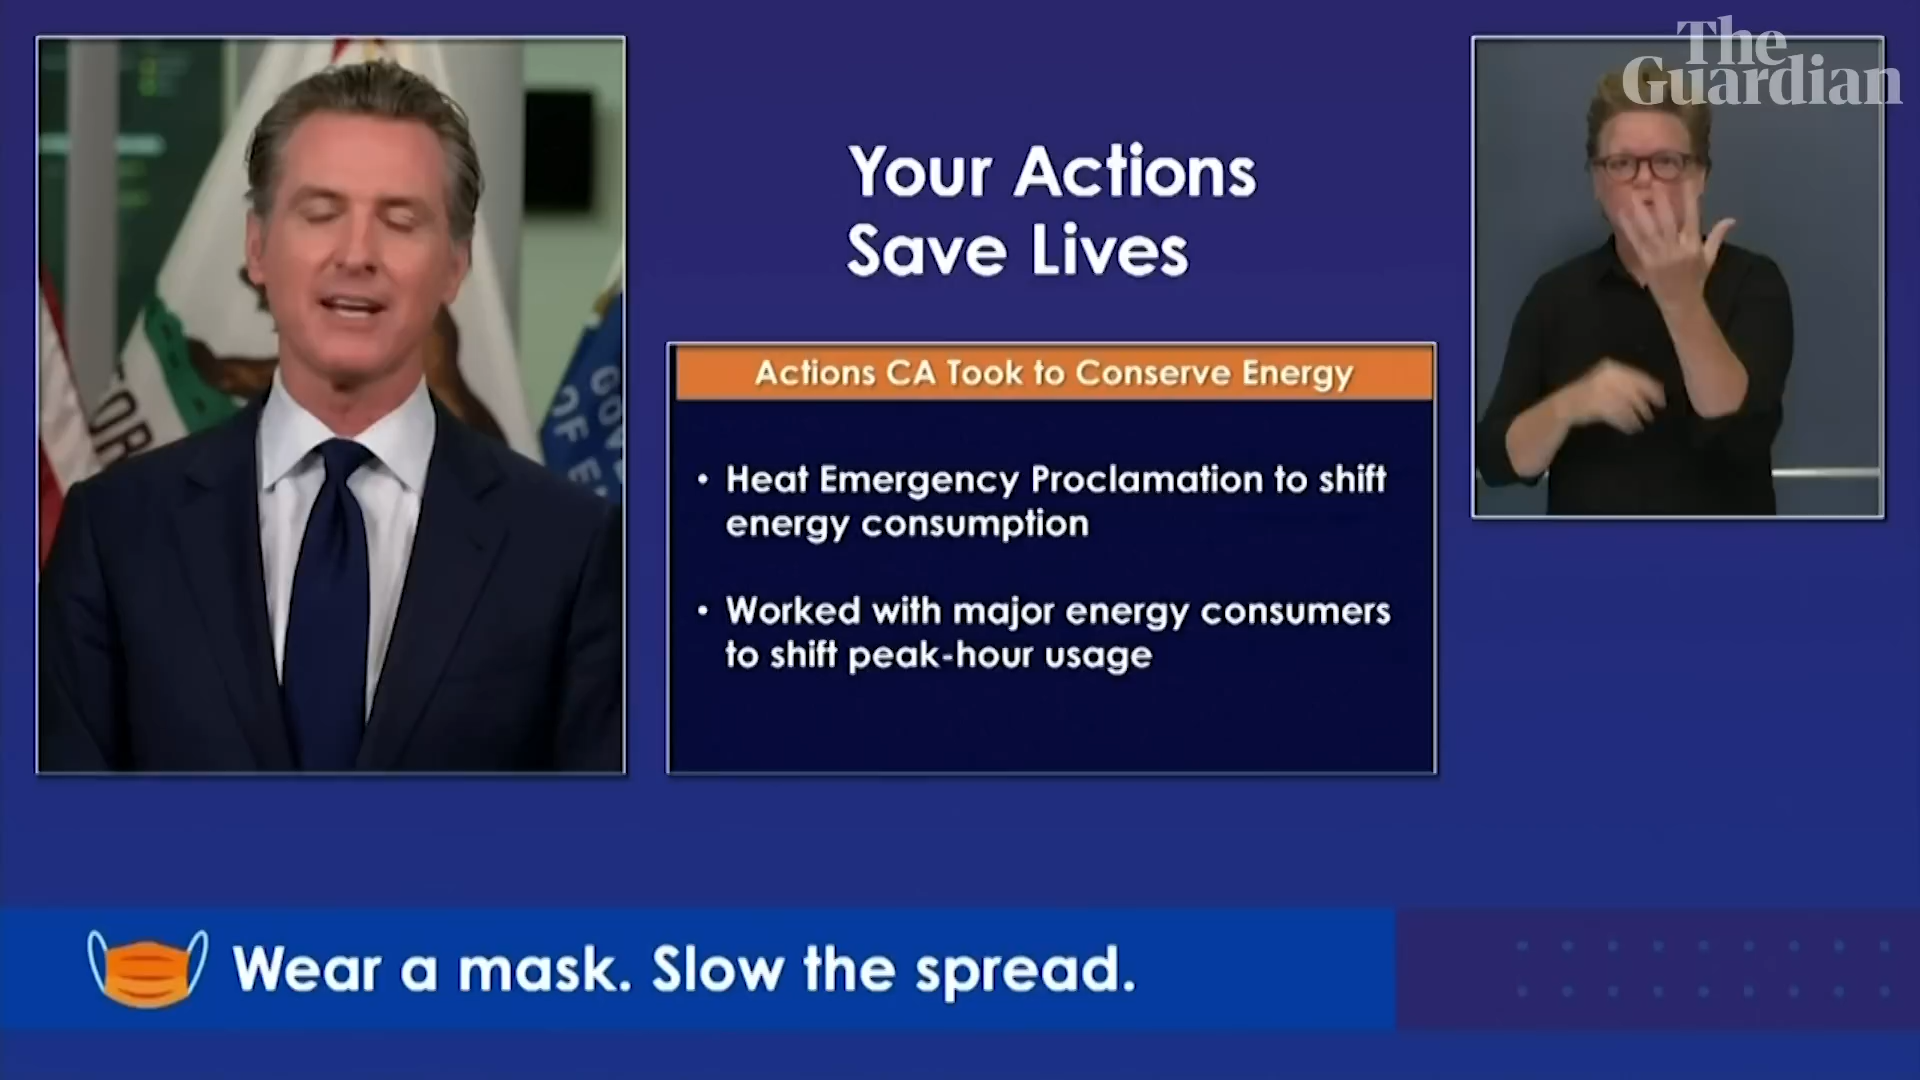 The
Guardian
Your Actions
Save Lives
Actions CA Took to Conserve Energy
• Heat Emergency Proclamation to shift
energy consumption
• Worked with major energy consumers
to shift peak-hour usage
OF
Wear a mask. Slow the spread.